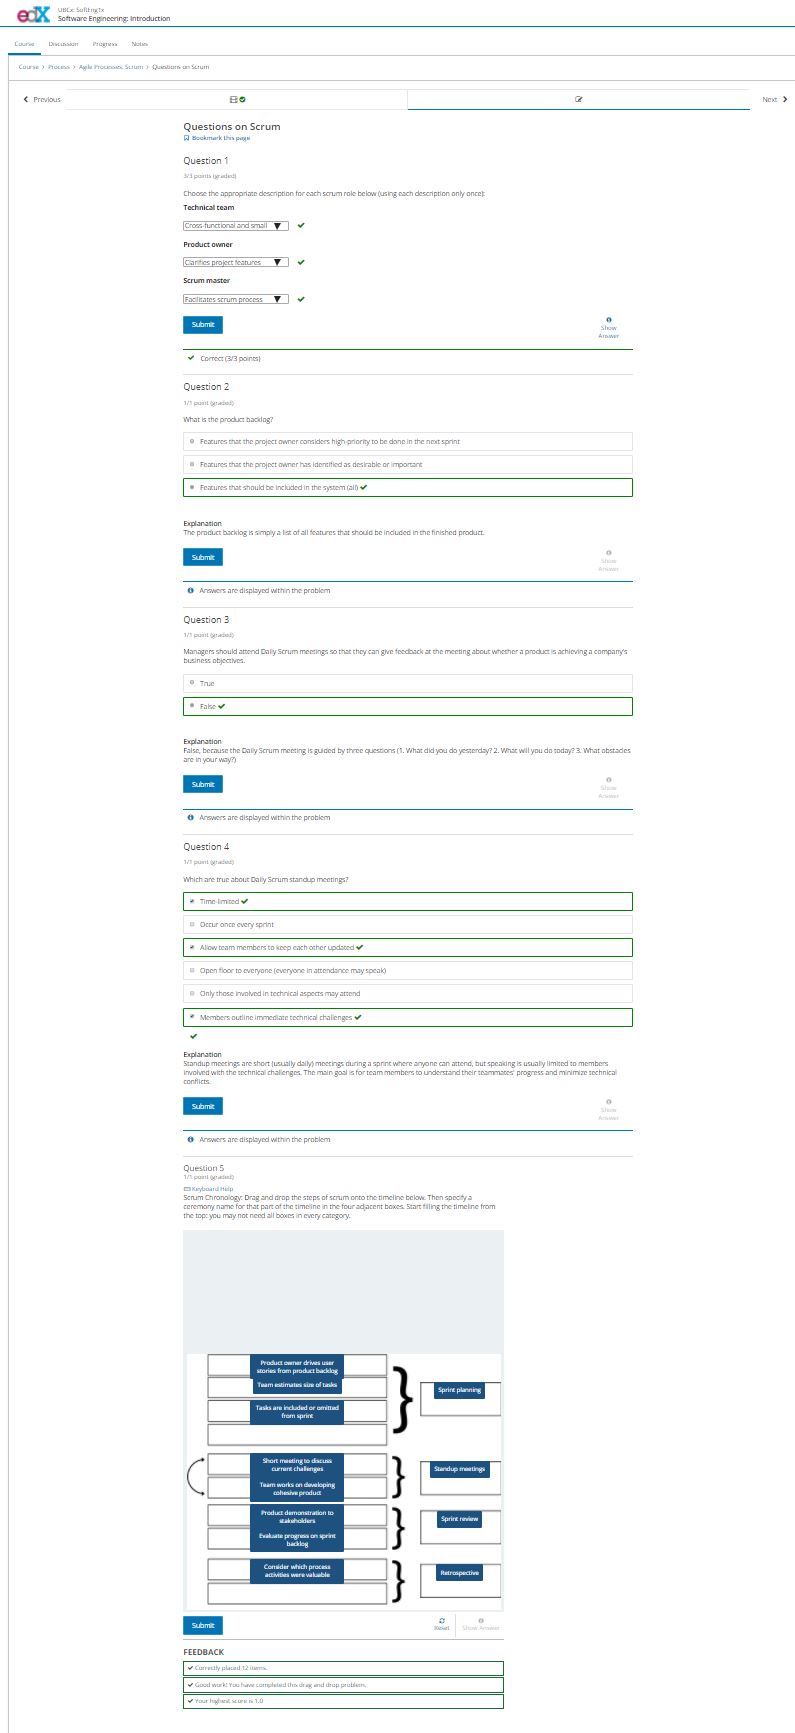 edX
UBCx: SoftEng1x
Software Engineering: Introduction
Course Discussion Progress Notes
Course > Process > Agile Processes: Scrum > Questions on Scrum
Previous
Next
Questions on Scrum
Bookmark this page
Question 1
3/3 points (graded)
Choose the appropriate description for each scrum role below (using each description only once):
Technical team
Cross-functional and small
Product owner
Clarifies project features
Scrum master
Facilitates scrum process
Submit
Show
Answer
Correct (3/3 points)
Question 2
1/1 point (graded)
What is the product backlog?
Features that the project owner considers high-priority to be done in the next sprint
Features that the project owner has identified as desirable or important
Features that should be included in the system (all)
Explanation
The product backlog is simply a list of all features that should be included in the finished product.
Submit
Show
Answer
Answers are displayed within the problem
Question 3
1/1 point (graded)
Managers should attend Daily Scrum meetings so that they can give feedback at the meeting about whether a product is achieving a company's
business objectives.
True
False
Explanation
False, because the Daily Scrum meeting is guided by three questions (1. What did you do yesterday? 2. What will you do today? 3. What obstacles
are in your way?)
Submit
Show
Answer
Answers are displayed within the problem
Question 4
1/1 point (graded)
Which are true about Daily Scrum standup meetings?
Time-limited
Occur once every sprint
Allow team members to keep each other updated
Open floor to everyone (everyone in attendance may speak)
Only those involved in technical aspects may attend
Members outline immediate technical challenges
Explanation
Standup meetings are short (usually daily) meetings during a sprint where anyone can attend, but speaking is usually limited to members
involved with the technical challenges. The main goal is for team members to understand their teammates' progress and minimize technical
conflicts.
Submit
Show
Answer
Answers are displayed within the problem
Question 5
1/1 point (graded)
Keyboard Help
Scrum Chronology: Drag and drop the steps of scrum onto the timeline below. Then specify a
ceremony name for that part of the timeline in the four adjacent boxes. Start filling the timeline from
the top: you may not need all boxes in every category.
Product owner drives user
stories from product backlog
Team estimates size of tasks
Tasks are included or omitted
from sprint
Sprint planning
Short meeting to discuss
current challenges
Team works on developing
cohesive product
Standup meetings
Product demonstration to
stakeholders
Evaluate progress on sprint
backlog
Sprint review
Consider which process
activities were valuable
Retrospective
Submit
Reset
Show Answer
FEEDBACK
Correctly placed 12 items.
Good work! You have completed this drag and drop problem.
Your highest score is 1.0